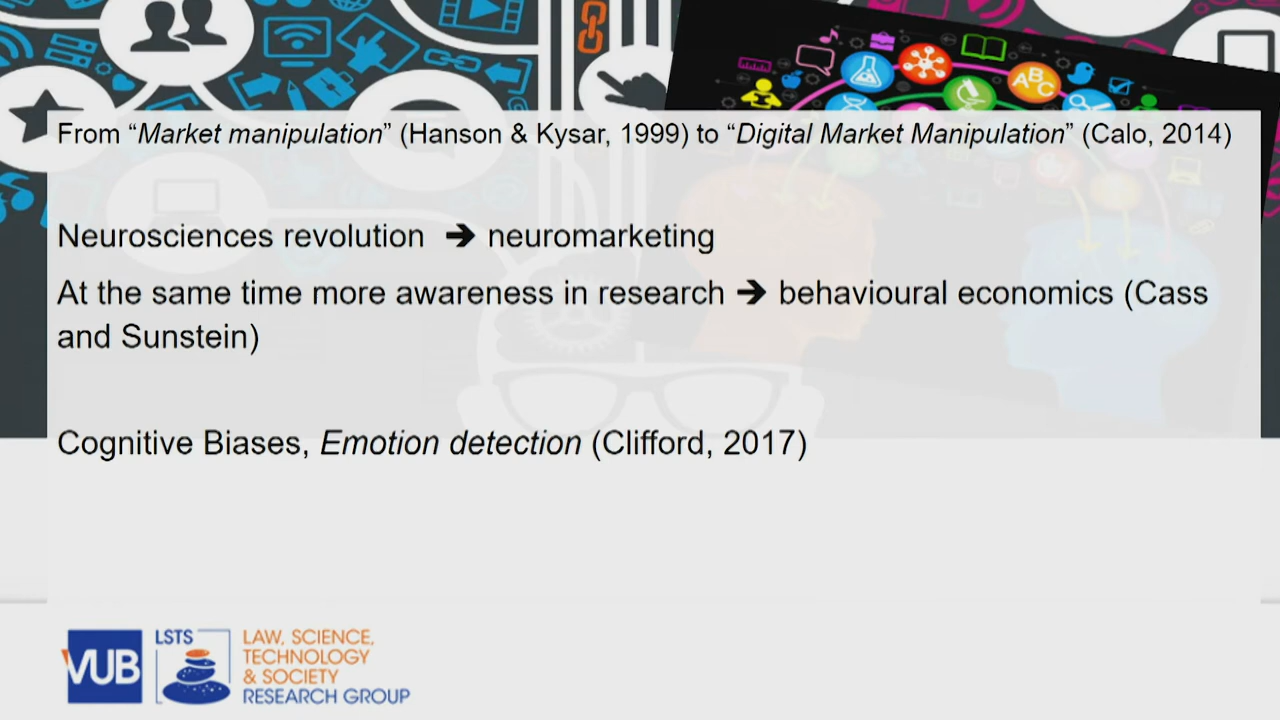 From “Market manipulation” (Hanson & Kysar, 1999) to “Digital Market Manipulation” (Calo, 2014)
Neurosciences revolution ➔ neuromarketing
At the same time more awareness in research ➔ behavioural economics (Cass
and Sunstein)
Cognitive Biases, Emotion detection (Clifford, 2017)
ABC
VUB
LSTS
LAW, SCIENCE,
TECHNOLOGY
& SOCIETY
RESEARCH GROUP